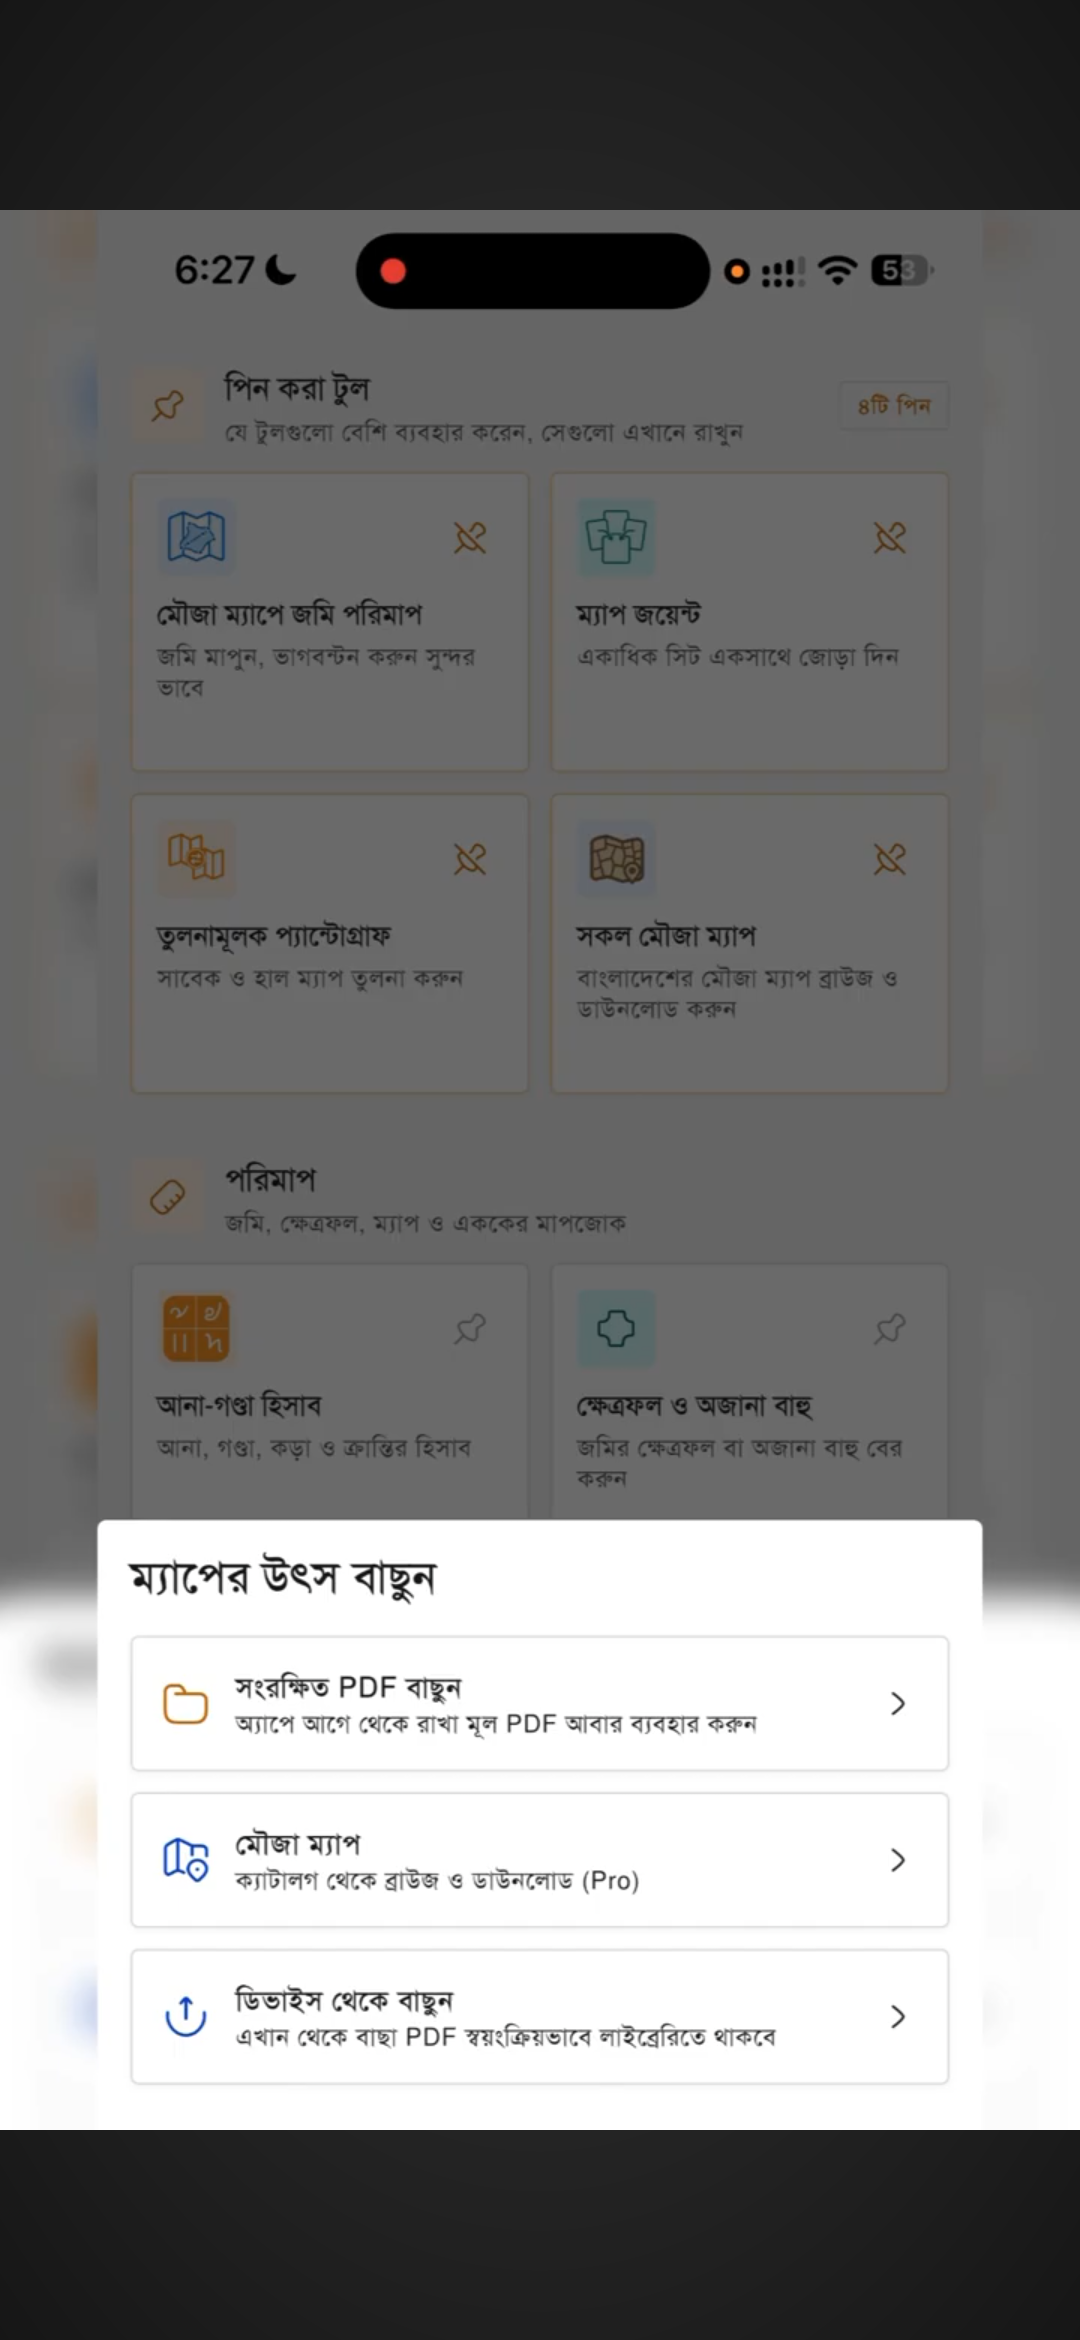 6:27
53
পিন করা টুল
যে টুলগুলো বেশি ব্যবহার করেন, সেগুলো এখানে রাখুন
৪টি পিন
মৌজা ম্যাপে জমি পরিমাপ
জমি মাপুন, ভাগবন্টন করুন সুন্দর
ভাবে
ম্যাপ জয়েন্ট
একাধিক সিট একসাথে জোড়া দিন
তুলনামূলক প্যান্টোগ্রাফ
সাবেক ও হাল ম্যাপ তুলনা করুন
সকল মৌজা ম্যাপ
বাংলাদেশের মৌজা ম্যাপ ব্রাউজ ও
ডাউনলোড করুন
পরিমাপ
জমি, ক্ষেত্রফল, ম্যাপ ও এককের মাপজোক
আনা-গণ্ডা হিসাব
আনা, গণ্ডা, কড়া ও ক্রান্তির হিসাব
ক্ষেত্রফল ও অজানা বাহু
জমির ক্ষেত্রফল বা অজানা বাহু বের
করুন
ম্যাপের উৎস বাছুন
সংরক্ষিত PDF বাছুন
অ্যাপে আগে থেকে রাখা মূল PDF আবার ব্যবহার করুন
মৌজা ম্যাপ
ক্যাটালগ থেকে ব্রাউজ ও ডাউনলোড (Pro)
ডিভাইস থেকে বাছুন
এখান থেকে বাছা PDF স্বয়ংক্রিয়ভাবে লাইব্রেরিতে থাকবে